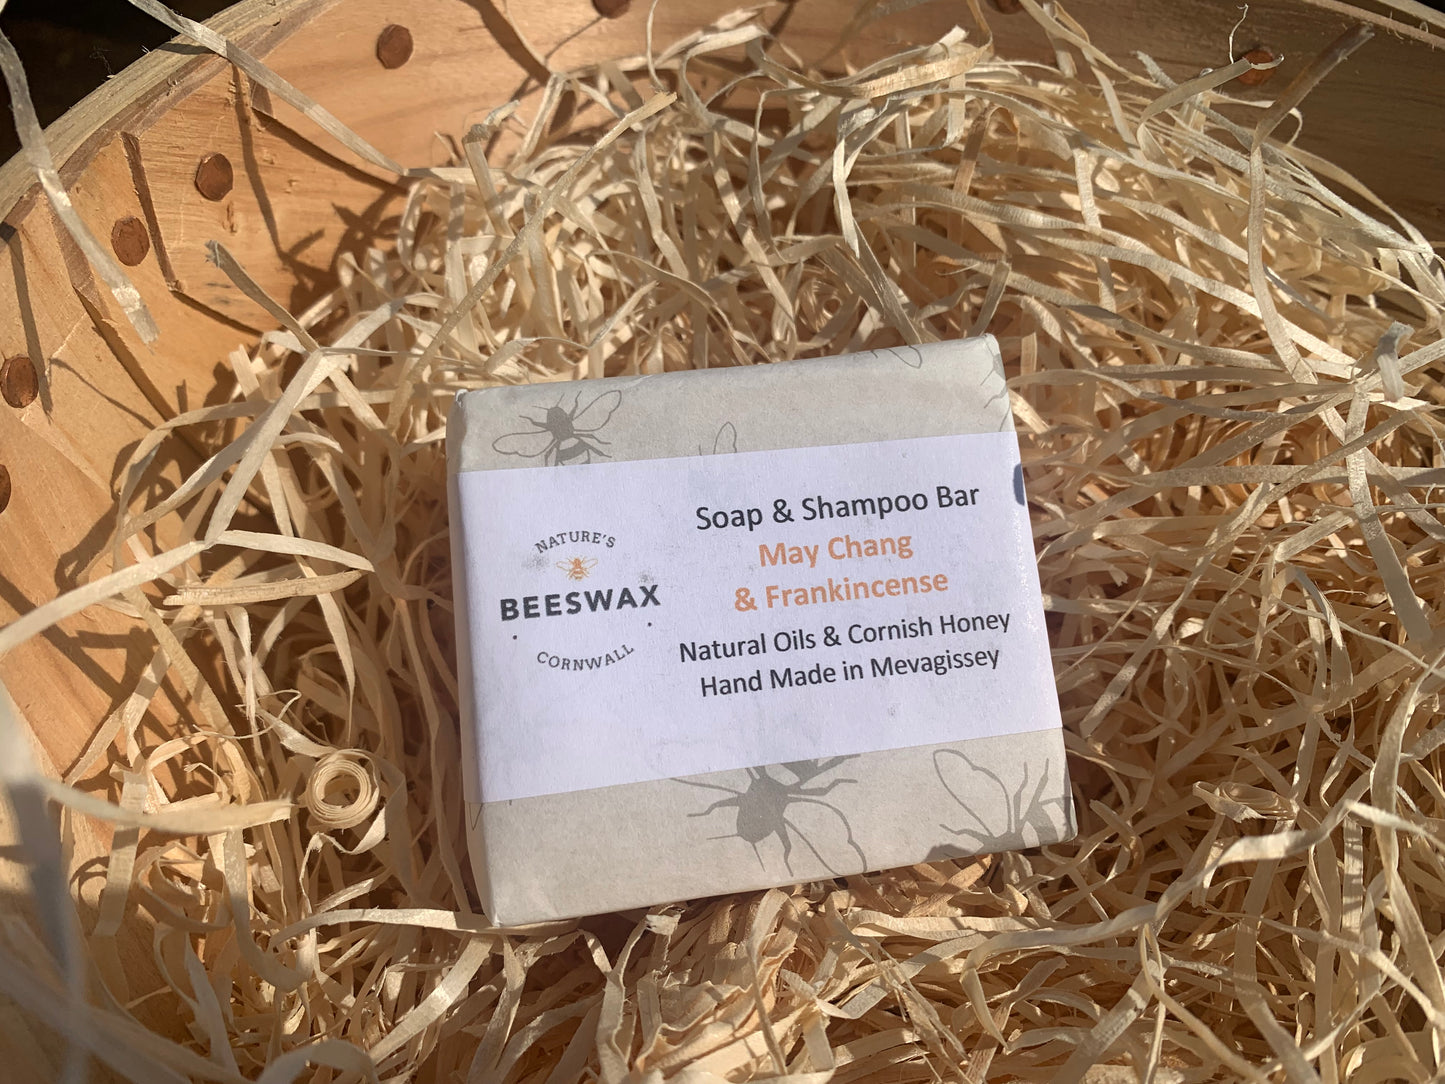 NATURE'S
BEESWAX
CORNWALL
Soap & Shampoo Bar
May Chang
& Frankincense
Natural Oils & Cornish Honey
Hand Made in Mevagissey